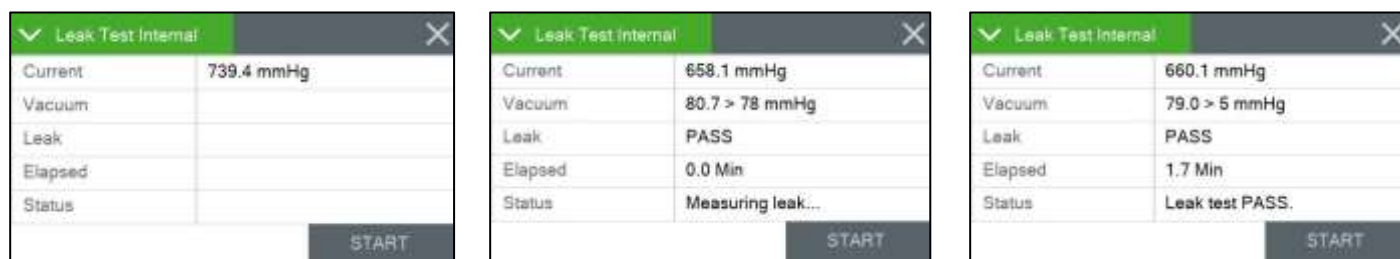 Leak Test Internal
Current 739.4 mmHg
Vacuum
Leak
Elapsed
Status
START
Leak Test Internal
Current 658.1 mmHg
Vacuum 80.7 > 78 mmHg
Leak PASS
Elapsed 0.0 Min
Status Measuring leak...
START
Leak Test Internal
Current 660.1 mmHg
Vacuum 79.0 > 5 mmHg
Leak PASS
Elapsed 1.7 Min
Status Leak test PASS.
START